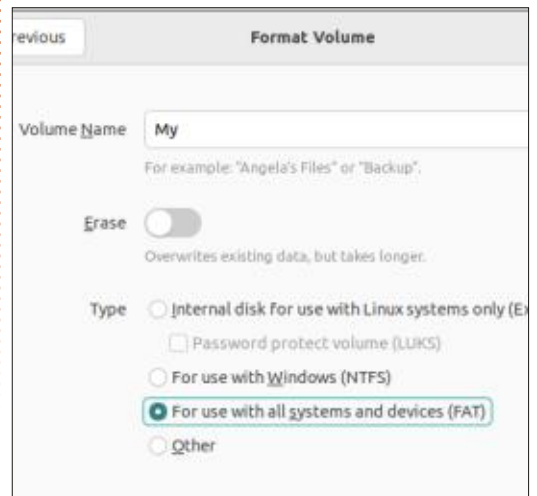 revious
Format Volume
Volume Name
My
For example: "Angela's Files" or "Backup".
Erase
Overwrites existing data, but takes longer.
Type
Internal disk for use with Linux systems only (Ex
Password protect volume (LUKS)
For use with Windows (NTFS)
For use with all systems and devices (FAT)
Other